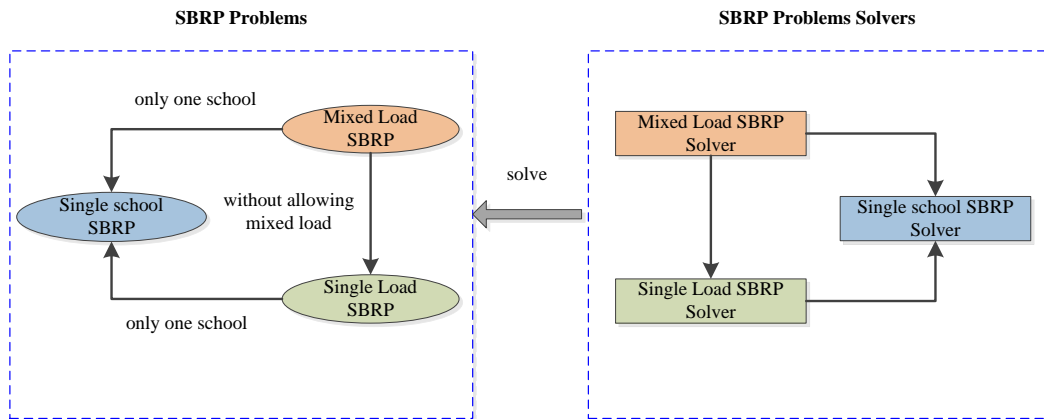 SBRP Problems
SBRP Problems Solvers
only one school
Mixed Load
SBRP
Single school
SBRP
without allowing
mixed load
Single Load
SBRP
only one school
solve
Mixed Load SBRP
Solver
Single school SBRP
Solver
Single Load SBRP
Solver